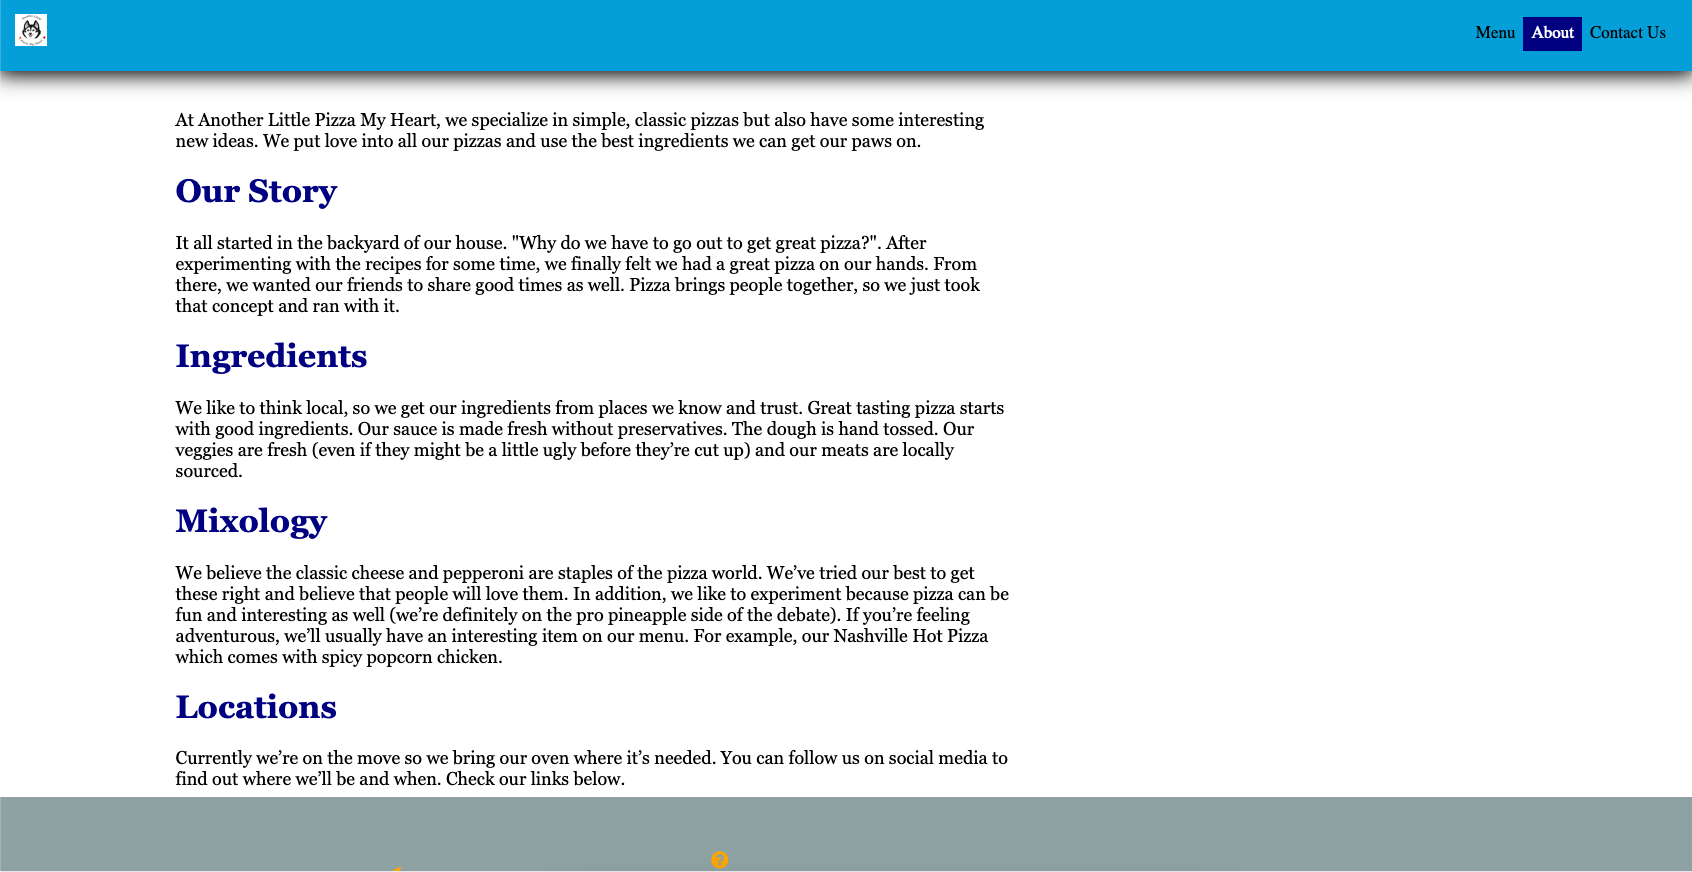 Menu About Contact Us
At Another Little Pizza My Heart, we specialize in simple, classic pizzas but also have some interesting
new ideas. We put love into all our pizzas and use the best ingredients we can get our paws on.
Our Story
It all started in the backyard of our house. "Why do we have to go out to get great pizza?". After
experimenting with the recipes for some time, we finally felt we had a great pizza on our hands. From
there, we wanted our friends to share good times as well. Pizza brings people together, so we just took
that concept and ran with it.
Ingredients
We like to think local, so we get our ingredients from places we know and trust. Great tasting pizza starts
with good ingredients. Our sauce is made fresh without preservatives. The dough is hand tossed. Our
veggies are fresh (even if they might be a little ugly before they’re cut up) and our meats are locally
sourced.
Mixology
We believe the classic cheese and pepperoni are staples of the pizza world. We’ve tried our best to get
these right and believe that people will love them. In addition, we like to experiment because pizza can be
fun and interesting as well (we’re definitely on the pro pineapple side of the debate). If you’re feeling
adventurous, we’ll usually have an interesting item on our menu. For example, our Nashville Hot Pizza
which comes with spicy popcorn chicken.
Locations
Currently we’re on the move so we bring our oven where it’s needed. You can follow us on social media to
find out where we’ll be and when. Check our links below.